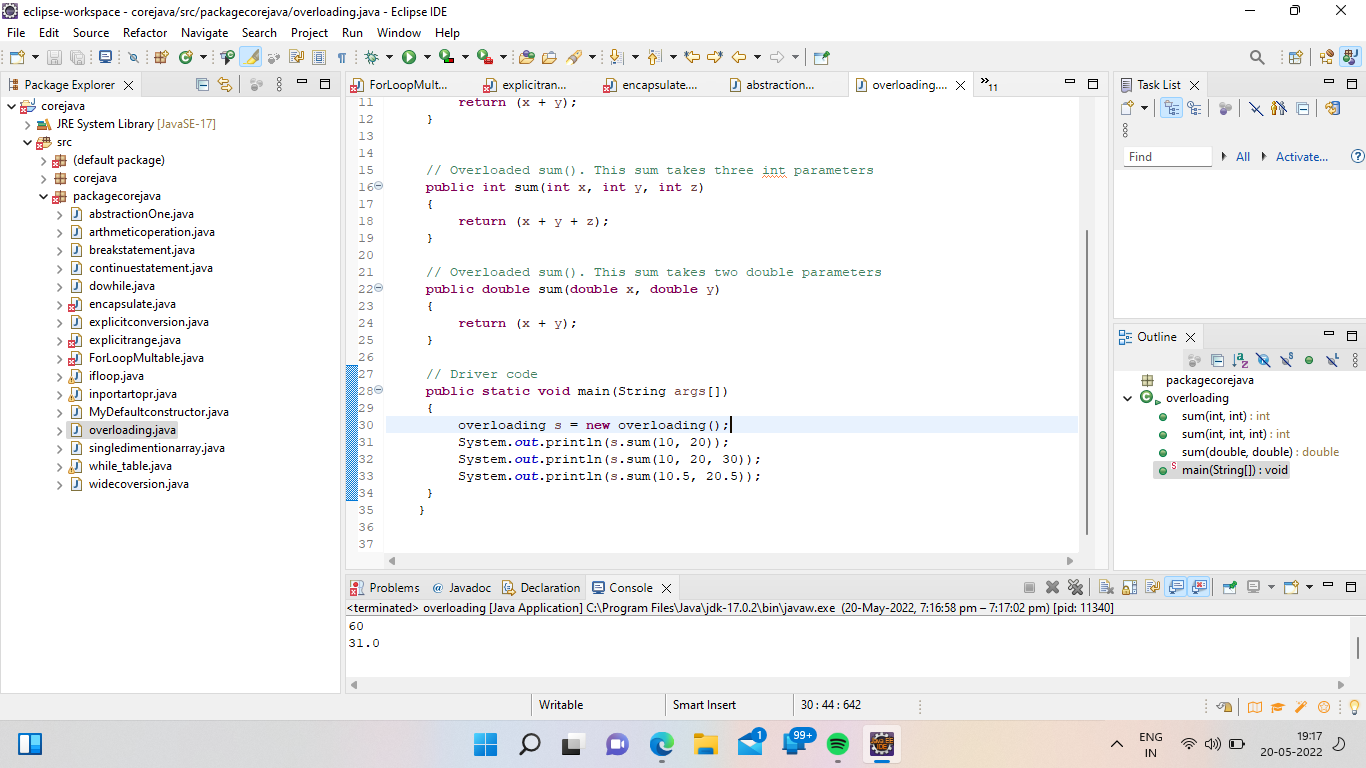 eclipse-workspace - corejava/src/packagecorejava/overloading.java - Eclipse IDE
File Edit Source Refactor Navigate Search Project Run Window Help
Package Explorer
corejava
JRE System Library [JavaSE-17]
src
(default package)
corejava
packagecorejava
abstractionOne.java
arthmeticoperation.java
breakstatement.java
continuestatement.java
dowhile.java
encapsulate.java
explicitconversion.java
explicitrange.java
ForLoopMultable.java
ifloop.java
inportartopr.java
MyDefaultconstructor.java
overloading.java
singledimentionarray.java
while_table.java
widecoversion.java
ForLoopMult... explicitran... encapsulate.... abstraction... overloading.... »11
11 return (x + y);
12 }
13
14
15 // Overloaded sum(). This sum takes three int parameters
16 public int sum(int x, int y, int z)
17 {
18 return (x + y + z);
19 }
20
21 // Overloaded sum(). This sum takes two double parameters
22 public double sum(double x, double y)
23 {
24 return (x + y);
25 }
26
27 // Driver code
28 public static void main(String args[])
29 {
30 overloading s = new overloading();
31 System.out.println(s.sum(10, 20));
32 System.out.println(s.sum(10, 20, 30));
33 System.out.println(s.sum(10.5, 20.5));
34 }
35 }
36
37
Task List
Find All Activate...
Outline
packagecorejava
overloading
sum(int, int) : int
sum(int, int, int) : int
sum(double, double) : double
main(String[]) : void
Problems Javadoc Declaration Console
<terminated> overloading [Java Application] C:\Program Files\Java\jdk-17.0.2\bin\javaw.exe (20-May-2022, 7:16:58 pm – 7:17:02 pm) [pid: 11340]
60
31.0
Writable Smart Insert 30 : 44 : 642
1
99+
Java EE
IDE
ENG
IN
19:17
20-05-2022